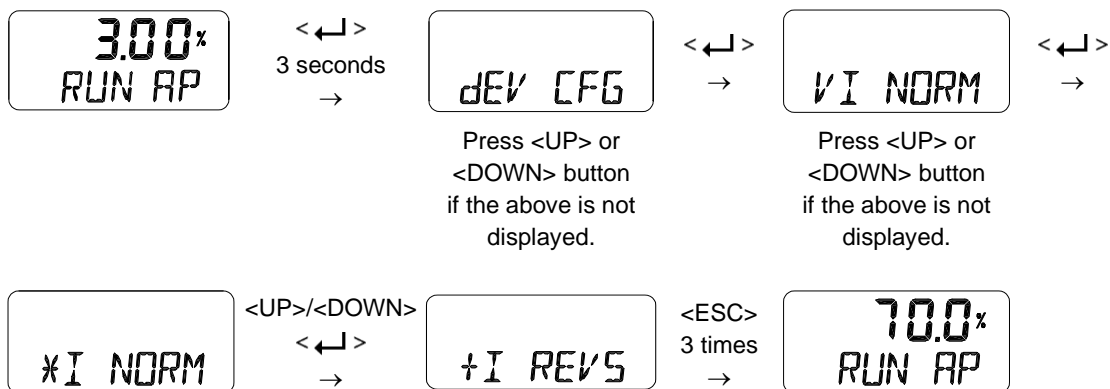 3.00% < ↵ > 3 seconds → < ↵ > → < ↵ > →
RUN AP dEV CFG VI NORM
Press <UP> or
<DOWN> button
if the above is not
displayed.
Press <UP> or
<DOWN> button
if the above is not
displayed.
<UP>/<DOWN>
< ↵ >
→
<ESC>
3 times
→
70.0%
*I NORM +I REVS RUN AP